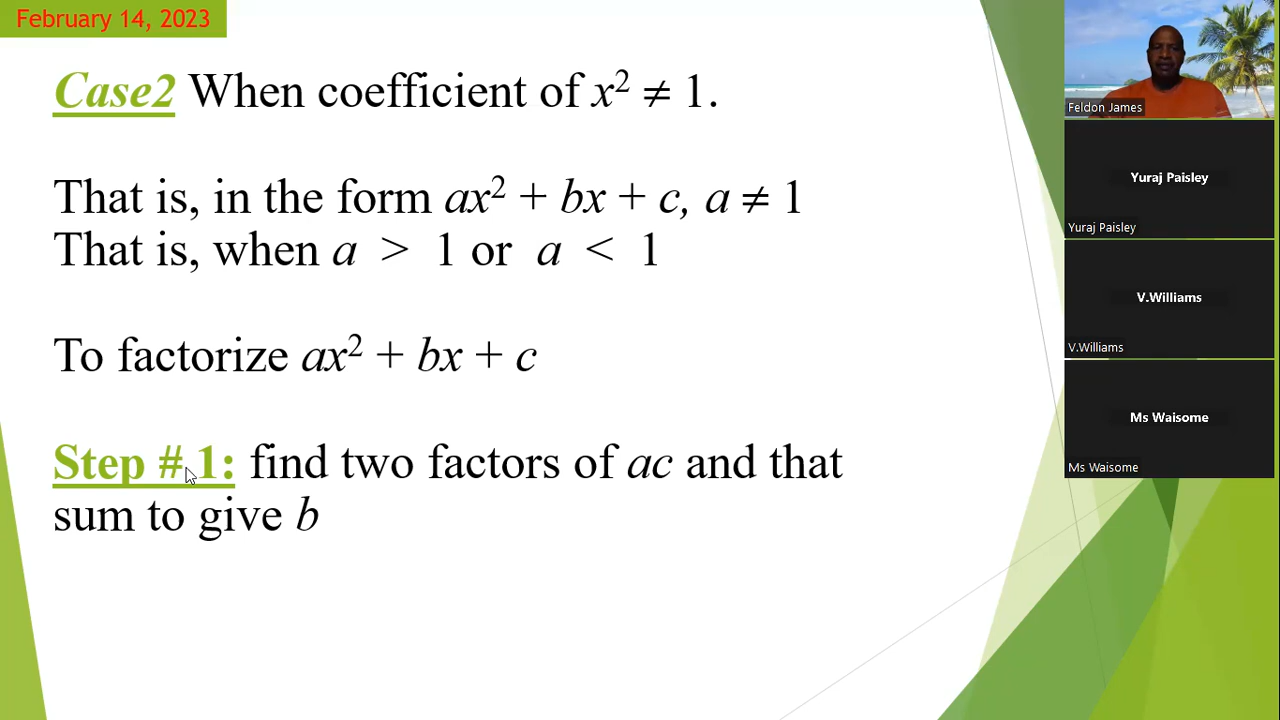 February 14, 2023
Case2 When coefficient of x² ≠ 1.
That is, in the form ax² + bx + c, a ≠ 1
That is, when a > 1 or a < 1
To factorize ax² + bx + c
Step # 1: find two factors of ac and that
sum to give b
Feldon James
Yuraj Paisley
Yuraj Paisley
V.Williams
V.Williams
Ms Waisome
Ms Waisome